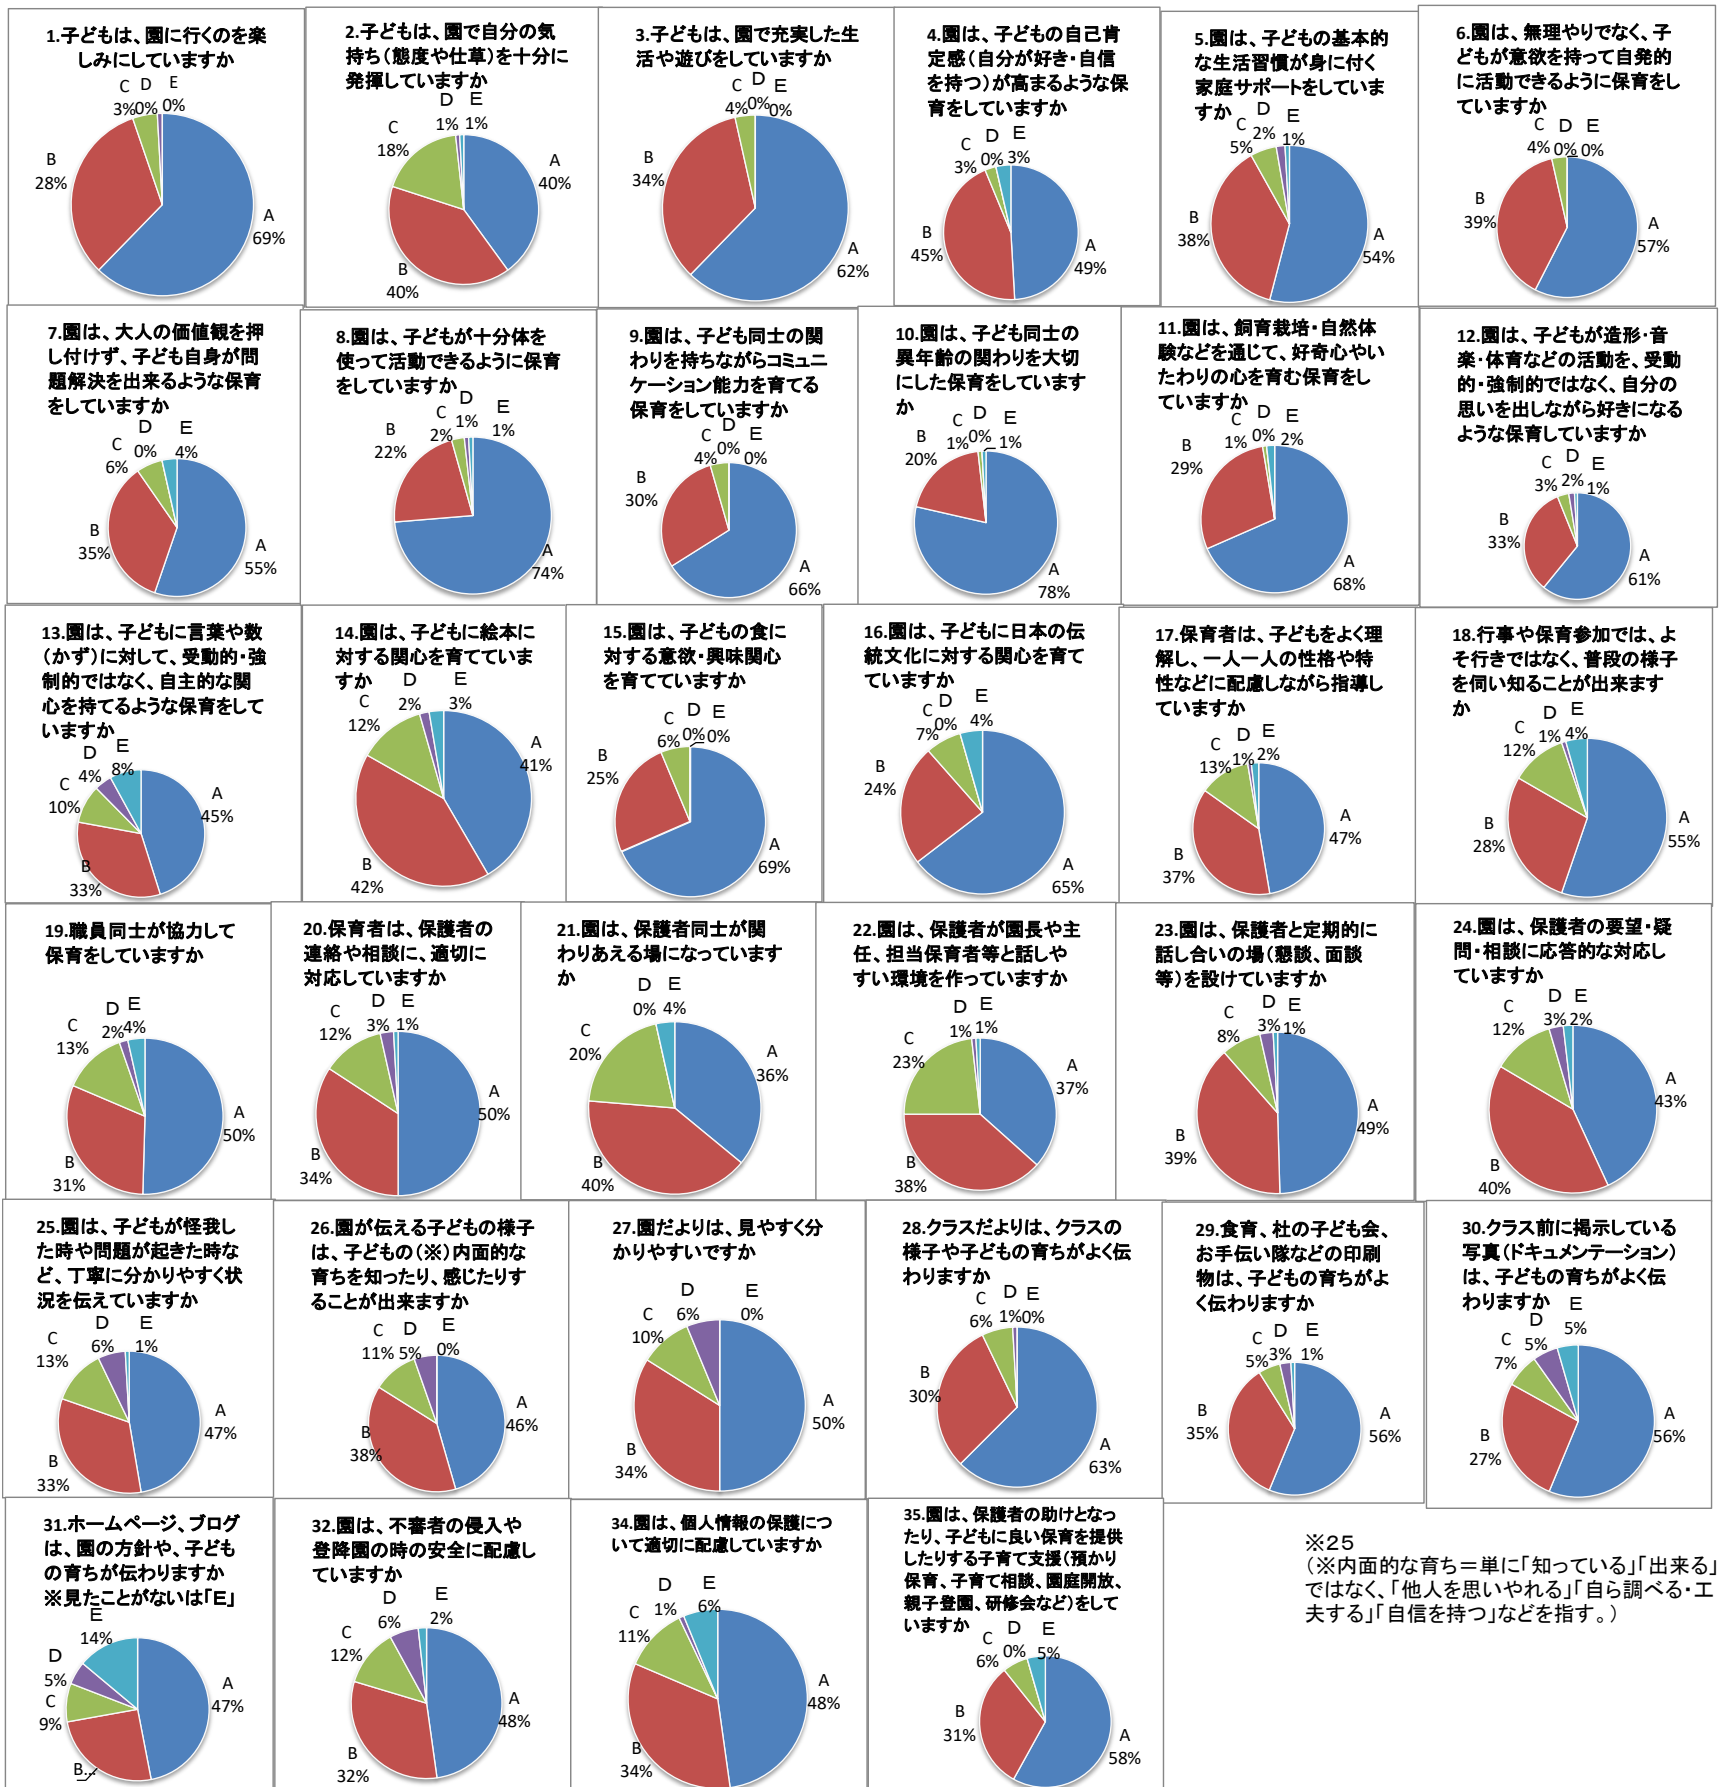 1.子どもは、園に行くのを楽
しみにしていますか
A
69%
B
28%
C
3%
D
0%
E
0%
2.子どもは、園で自分の気
持ち(態度や仕草)を十分に
発揮していますか
A
40%
B
40%
C
18%
D
1%
E
1%
3.子どもは、園で充実した生
活や遊びをしていますか
A
62%
B
34%
C
4%
D
0%
E
0%
4.園は、子どもの自己肯
定感(自分が好き・自信
を持つ)が高まるような保
育をしていますか
A
49%
B
45%
C
3%
D
0%
E
3%
5.園は、子どもの基本的
な生活習慣が身に付く
家庭サポートをしていま
すか
A
54%
B
38%
C
5%
D
2%
E
1%
6.園は、無理やりでなく、子
どもが意欲を持って自発的
に活動できるように保育をし
ていますか
A
57%
B
39%
C
4%
D
0%
E
0%
7.園は、大人の価値観を押
し付けず、子ども自身が問
題解決を出来るような保育
をしていますか
A
55%
B
35%
C
6%
D
0%
E
4%
8.園は、子どもが十分体を
使って活動できるように保育
をしていますか
A
74%
B
22%
C
2%
D
1%
E
1%
9.園は、子ども同士の関
わりを持ちながらコミュニ
ケーション能力を育てる
保育をしていますか
A
66%
B
30%
C
4%
D
0%
E
0%
10.園は、子ども同士の
異年齢の関わりを大切
にした保育をしています
か
A
78%
B
20%
C
1%
D
0%
E
1%
11.園は、飼育栽培・自然体
験などを通じて、好奇心やい
たわりの心を育む保育をし
ていますか
A
68%
B
29%
C
1%
D
0%
E
2%
12.園は、子どもが造形・音
楽・体育などの活動を、受動
的・強制的ではなく、自分の
思いを出しながら好きになる
ような保育していますか
A
61%
B
33%
C
3%
D
2%
E
1%
13.園は、子どもに言葉や数
(かず)に対して、受動的・強
制的ではなく、自主的な関
心を持てるような保育をして
いますか
A
45%
B
33%
C
10%
D
4%
E
8%
14.園は、子どもに絵本に
対する関心を育てていま
すか
A
41%
B
42%
C
12%
D
2%
E
3%
15.園は、子どもの食に
対する意欲・興味関心
を育てていますか
A
69%
B
25%
C
6%
D
0%
E
0%
16.園は、子どもに日本の伝
統文化に対する関心を育て
ていますか
A
65%
B
24%
C
7%
D
0%
E
4%
17.保育者は、子どもをよく理
解し、一人一人の性格や特
性などに配慮しながら指導し
ていますか
A
47%
B
37%
C
13%
D
1%
E
2%
18.行事や保育参加では、よ
そ行きではなく、普段の様子
を伺い知ることが出来ます
か
A
55%
B
28%
C
12%
D
1%
E
4%
19.職員同士が協力して
保育をしていますか
A
50%
B
31%
C
13%
D
2%
E
4%
20.保育者は、保護者の
連絡や相談に、適切に
対応していますか
A
50%
B
34%
C
12%
D
3%
E
1%
21.園は、保護者同士が関
わりあえる場になっています
か
A
36%
B
40%
C
20%
D
0%
E
4%
22.園は、保護者が園長や主
任、担当保育者等と話しや
すい環境を作っていますか
A
37%
B
38%
C
23%
D
1%
E
1%
23.園は、保護者と定期的に
話し合いの場(懇談、面談
等)を設けていますか
A
49%
B
39%
C
8%
D
3%
E
1%
24.園は、保護者の要望・疑
問・相談に応答的な対応し
ていますか
A
43%
B
40%
C
12%
D
3%
E
2%
25.園は、子どもが怪我し
た時や問題が起きた時な
ど、丁寧に分かりやすく状
況を伝えていますか
A
47%
B
33%
C
13%
D
6%
E
1%
26.園が伝える子どもの様子
は、子どもの(※)内面的な
育ちを知ったり、感じたりす
ることが出来ますか
A
46%
B
38%
C
11%
D
5%
E
0%
27.園だよりは、見やすく分
かりやすいですか
A
50%
B
34%
C
10%
D
6%
E
0%
28.クラスだよりは、クラスの
様子や子どもの育ちがよく伝
わりますか
A
63%
B
30%
C
6%
D
1%
E
0%
29.食育、杜の子ども会、
お手伝い隊などの印刷
物は、子どもの育ちがよ
く伝わりますか
A
56%
B
35%
C
5%
D
3%
E
1%
30.クラス前に掲示している
写真(ドキュメンテーション)
は、子どもの育ちがよく伝
わりますか
A
56%
B
27%
C
7%
D
5%
E
5%
31.ホームページ、ブログ
は、園の方針や、子ども
の育ちが伝わりますか
※見たことがないは「E」
A
47%
B...
C
9%
D
5%
E
14%
32.園は、不審者の侵入や
登降園の時の安全に配慮し
ていますか
A
48%
B
32%
C
12%
D
6%
E
2%
34.園は、個人情報の保護につ
いて適切に配慮していますか
A
48%
B
34%
C
11%
D
1%
E
6%
35.園は、保護者の助けとなっ
たり、子どもに良い保育を提供
したりする子育て支援(預かり
保育、子育て相談、園庭開放、
親子登園、研修会など)をして
いますか
A
58%
B
31%
C
6%
D
0%
E
5%
※25
(※内面的な育ち=単に「知っている」「出来る」
ではなく、「他人を思いやれる」「自ら調べる・工
夫する」「自信を持つ」などを指す。)